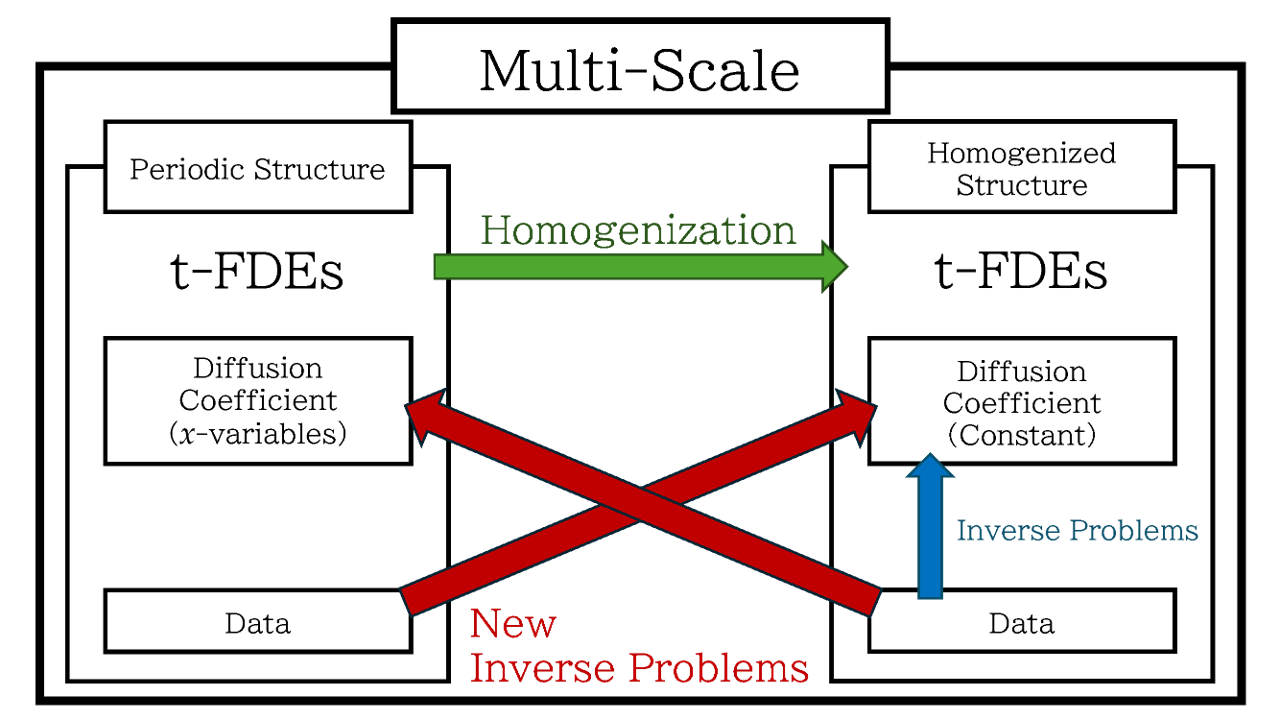 Multi-Scale
Periodic Structure
t-FDEs
Diffusion
Coefficient
(x-variables)
Data
Homogenization
New
Inverse Problems
Homogenized
Structure
t-FDEs
Diffusion
Coefficient
(Constant)
Inverse Problems
Data